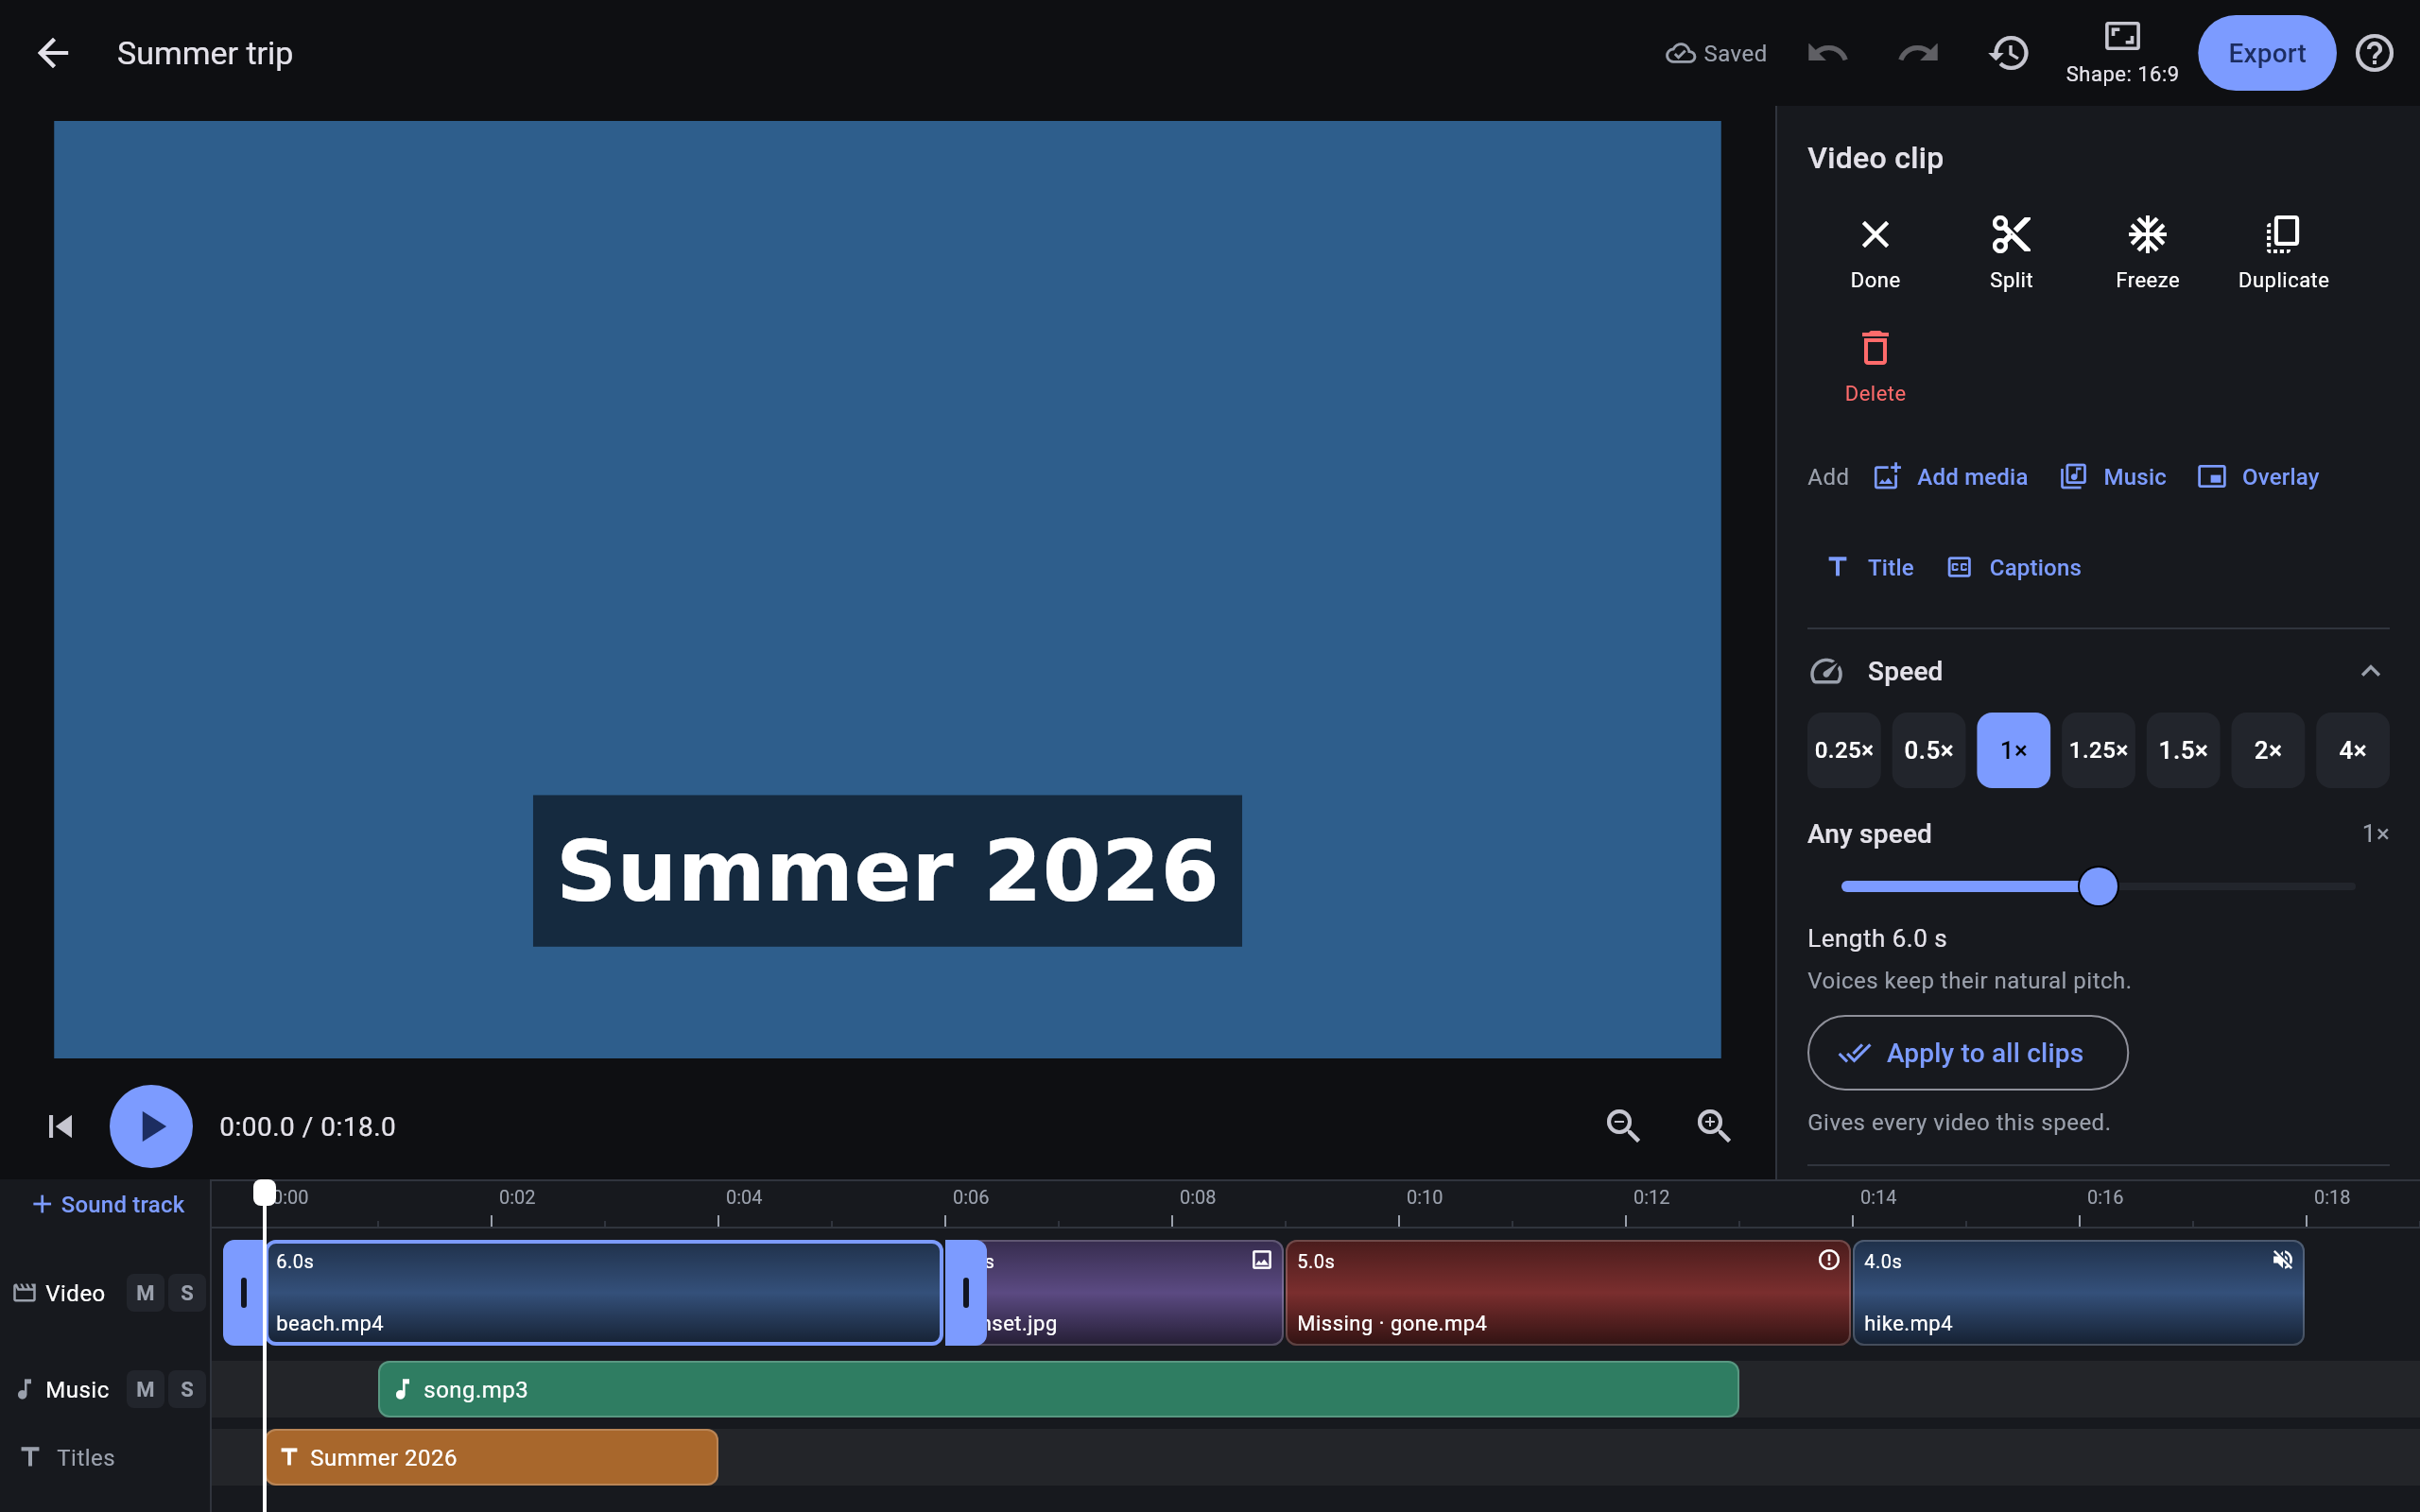 Summer trip
Saved
Shape: 16:9
Export
Video clip
Done Split Freeze Duplicate
Delete
Add Add media Music Overlay
Title Captions
Speed
0.25× 0.5× 1× 1.25× 1.5× 2× 4×
Any speed 1×
Length 6.0 s
Voices keep their natural pitch.
Apply to all clips
Gives every video this speed.
Summer 2026
0:00.0 / 0:18.0
+ Sound track
0:00 0:02 0:04 0:06 0:08 0:10 0:12 0:14 0:16 0:18
Video M S
6.0s s 5.0s 4.0s
beach.mp4 nset.jpg Missing · gone.mp4 hike.mp4
Music M S song.mp3
Titles Summer 2026